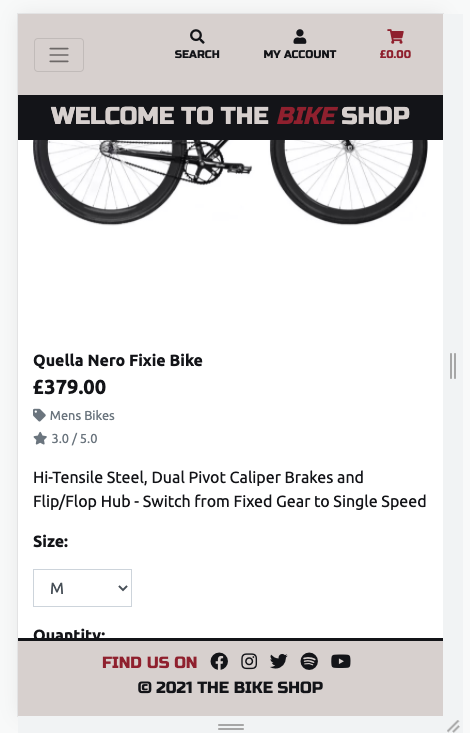 SEARCH
MY ACCOUNT
£0.00
WELCOME TO THE BIKE SHOP
Quella Nero Fixie Bike
£379.00
Mens Bikes
3.0 / 5.0
Hi-Tensile Steel, Dual Pivot Caliper Brakes and
Flip/Flop Hub - Switch from Fixed Gear to Single Speed
Size:
M
Quantity:
FIND US ON
© 2021 THE BIKE SHOP